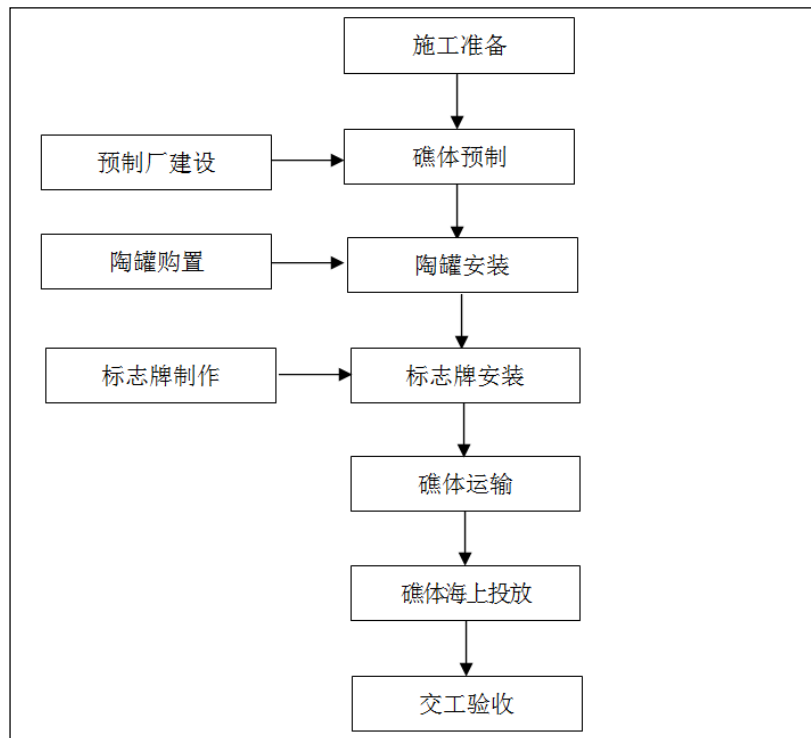 施工准备
预制厂建设
礁体预制
陶罐购置
陶罐安装
标志牌制作
标志牌安装
礁体运输
礁体海上投放
交工验收